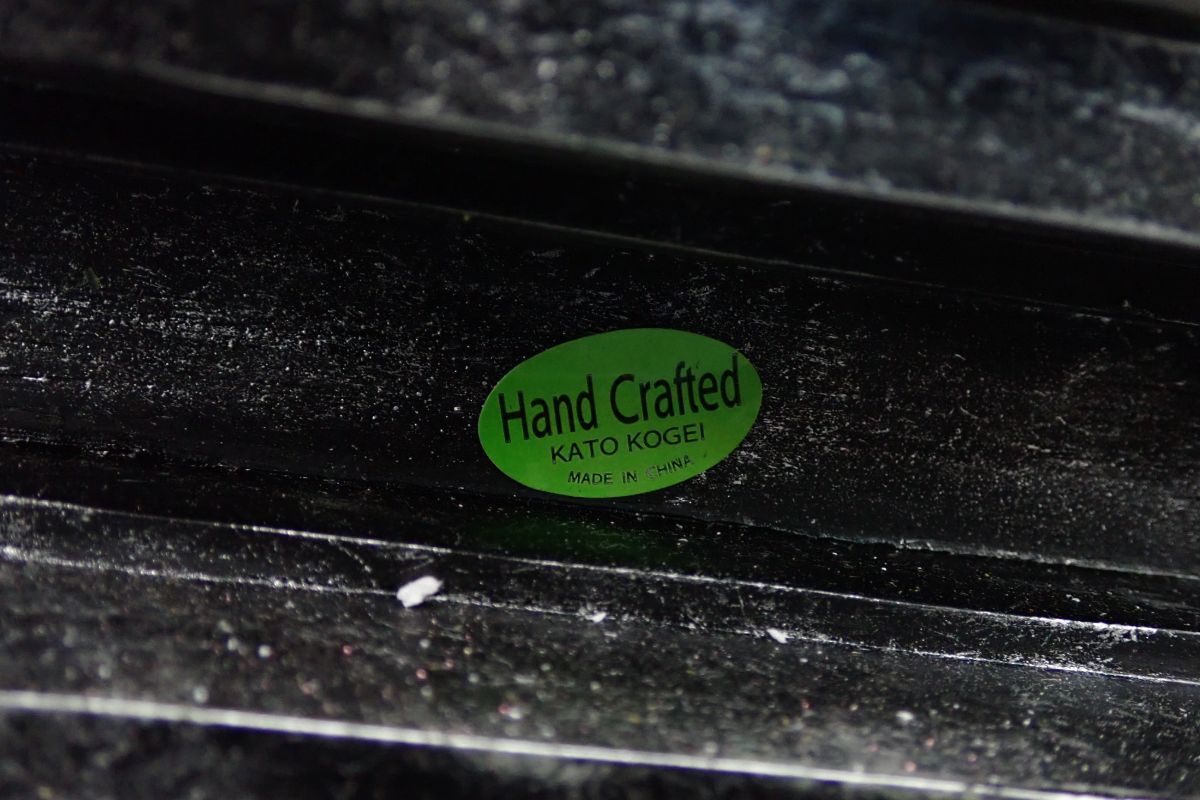 Hand Crafted
KATO KOGEI
MADE IN CHINA